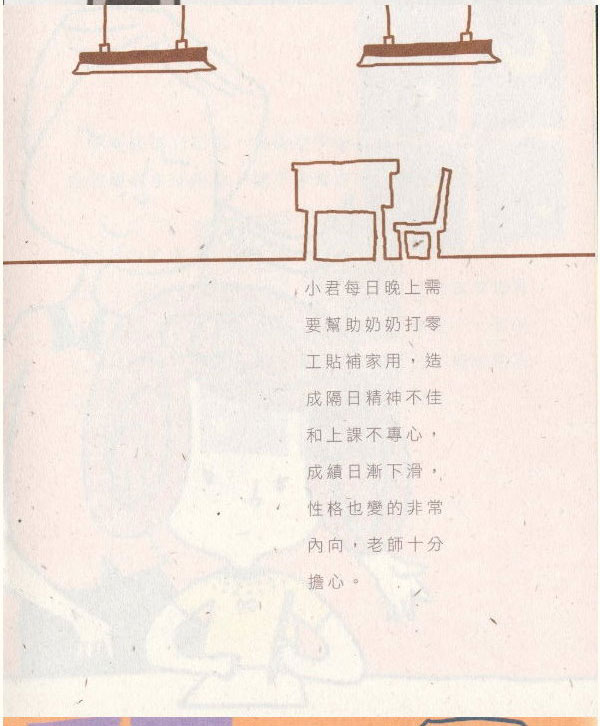 小君每日晚上需
要幫助奶奶打零
工貼補家用，造
成隔日精神不佳
和上課不專心，
成績日漸下滑，
性格也變的非常
內向，老師十分
擔心。